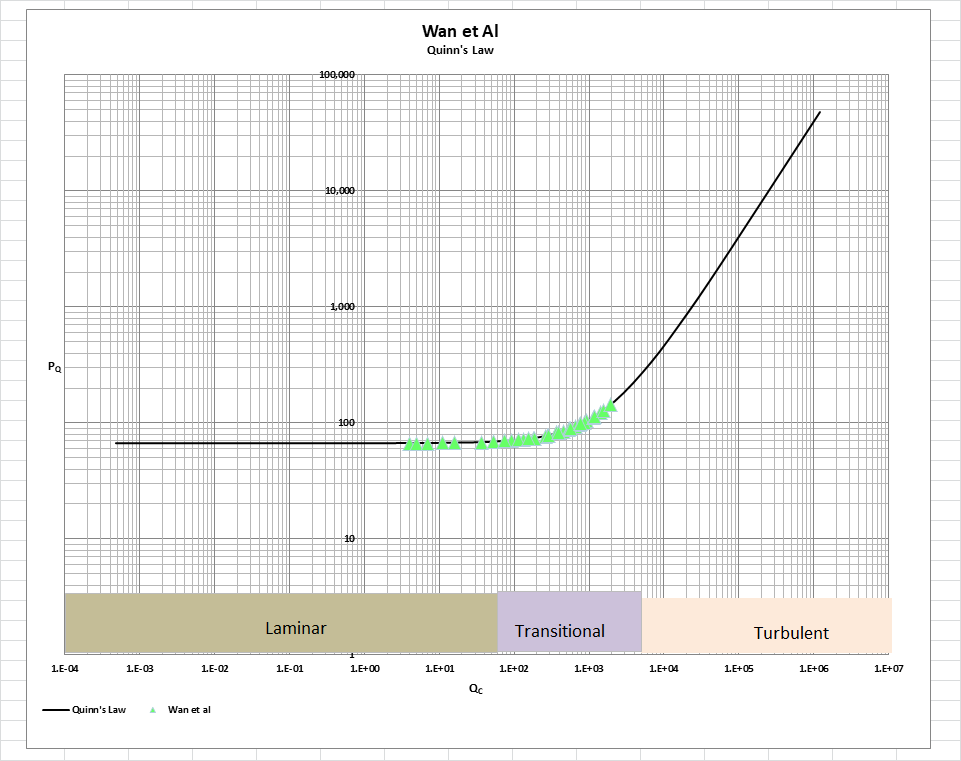 Wan et Al
Quinn's Law
100,000
10,000
1,000
P_Q
100
10
Laminar
Transitional
Turbulent
1
1.E-04 1.E-03 1.E-02 1.E-01 1.E+00 1.E+01 1.E+02 1.E+03 1.E+04 1.E+05 1.E+06 1.E+07
Q_C
Quinn's Law Wan et al